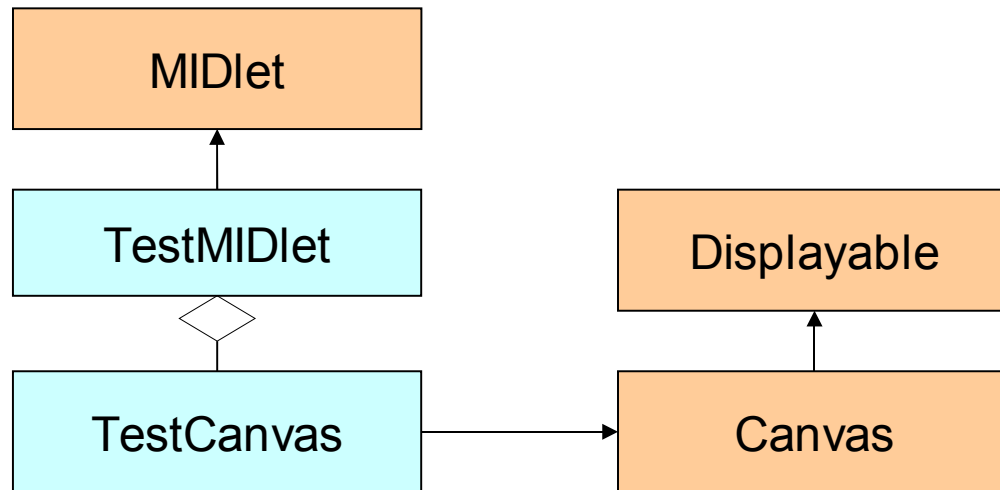 MIDlet
TestMIDlet
Displayable
TestCanvas
Canvas